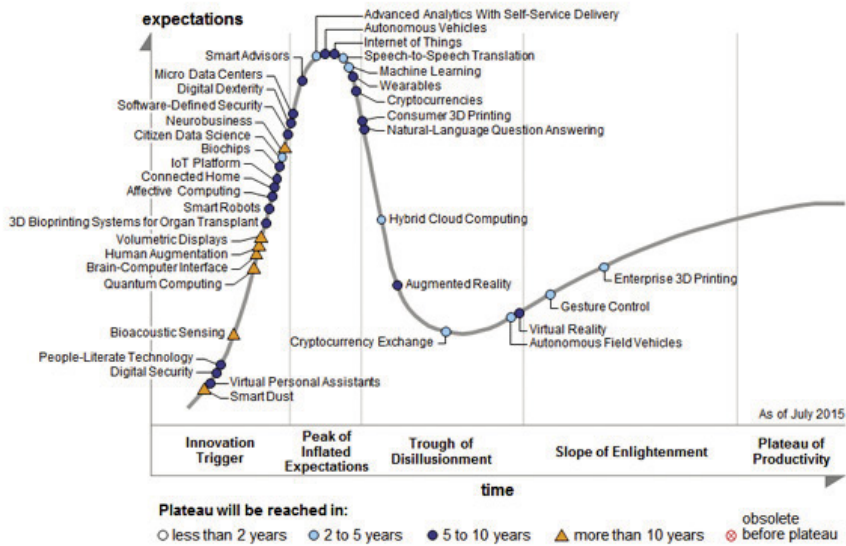 expectations
Advanced Analytics With Self-Service Delivery
Autonomous Vehicles
Internet of Things
Speech-to-Speech Translation
Machine Learning
Wearables
Cryptocurrencies
Consumer 3D Printing
Natural-Language Question Answering
Smart Advisors
Micro Data Centers
Digital Dexterity
Software-Defined Security
Neurobusiness
Citizen Data Science
Biochips
IoT Platform
Connected Home
Affective Computing
Smart Robots
3D Bioprinting Systems for Organ Transplant
Volumetric Displays
Human Augmentation
Brain-Computer Interface
Quantum Computing
Bioacoustic Sensing
People-Literate Technology
Digital Security
Virtual Personal Assistants
Smart Dust
Hybrid Cloud Computing
Augmented Reality
Cryptocurrency Exchange
Enterprise 3D Printing
Gesture Control
Virtual Reality
Autonomous Field Vehicles
As of July 2015
Innovation
Trigger
Peak of
Inflated
Expectations
Trough of
Disillusionment
Slope of Enlightenment
Plateau of
Productivity
time
Plateau will be reached in:
less than 2 years
2 to 5 years
5 to 10 years
more than 10 years
obsolete
before plateau